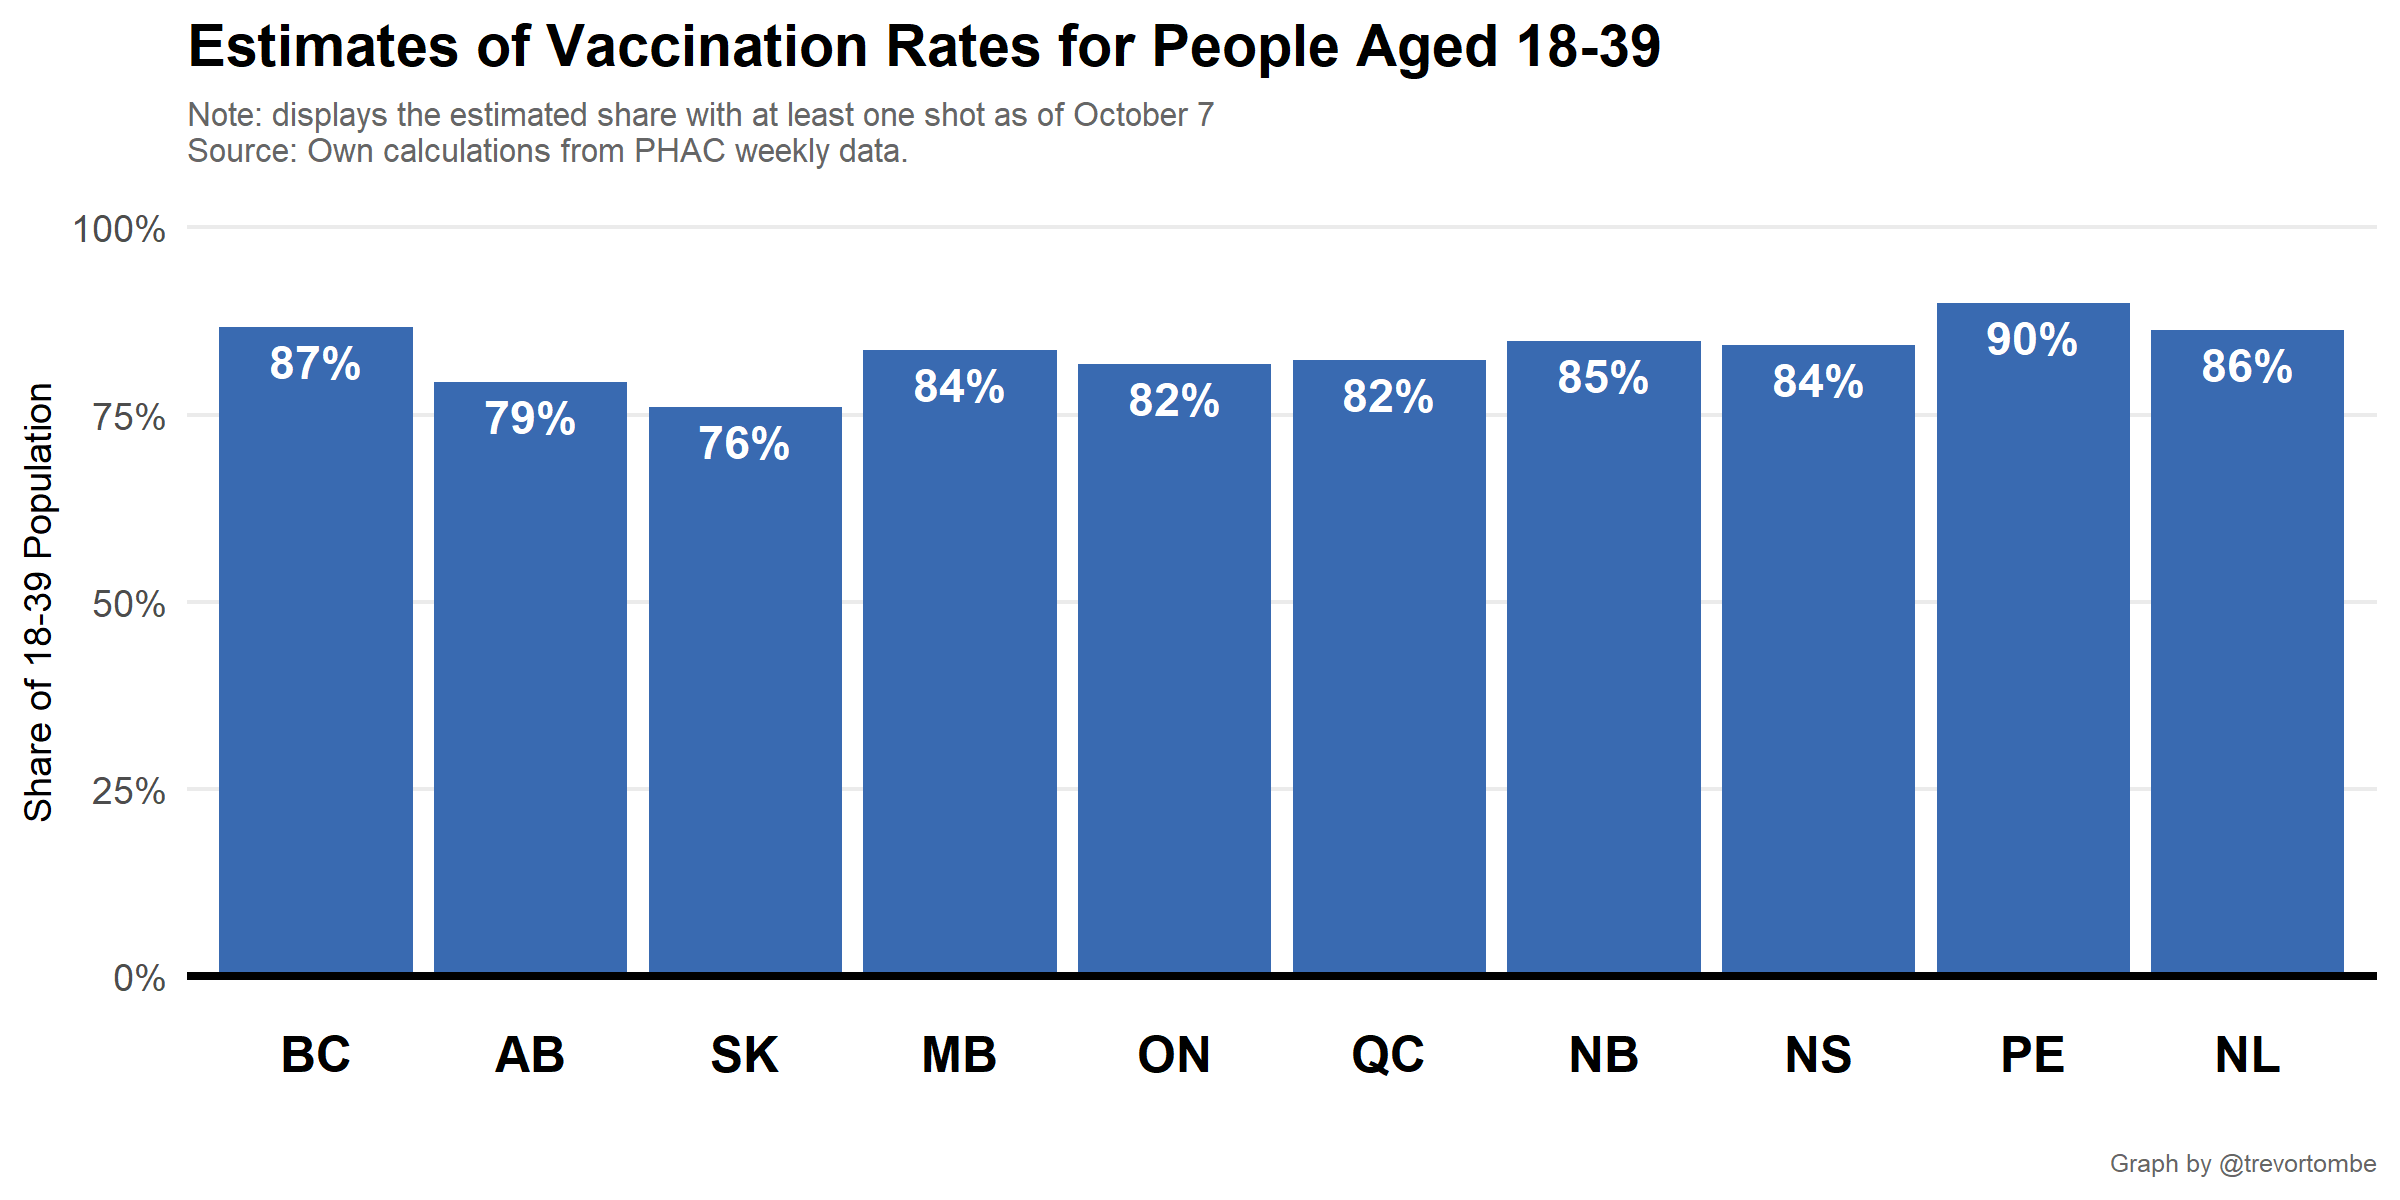 Estimates of Vaccination Rates for People Aged 18-39
Note: displays the estimated share with at least one shot as of October 7
Source: Own calculations from PHAC weekly data.
Share of 18-39 Population
100%
75%
50%
25%
0%
87%
79%
76%
84%
82%
82%
85%
84%
90%
86%
BC
AB
SK
MB
ON
QC
NB
NS
PE
NL
Graph by @trevortombe